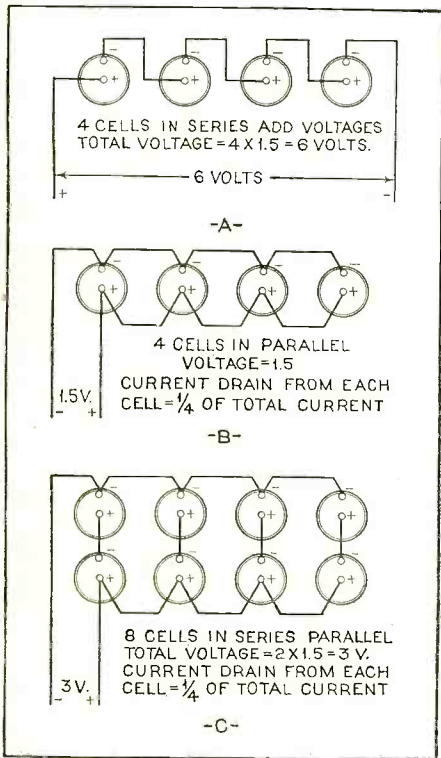 - - - -
+ + + +
4 CELLS IN SERIES ADD VOLTAGES
TOTAL VOLTAGE = 4 X 1.5 = 6 VOLTS.
6 VOLTS
+ -
-A-
- - - -
+ + + +
4 CELLS IN PARALLEL
VOLTAGE = 1.5
CURRENT DRAIN FROM EACH
CELL = 1/4 OF TOTAL CURRENT
1.5V.
- +
-B-
- - - -
+ + + +
- - - -
+ + + +
8 CELLS IN SERIES PARALLEL
TOTAL VOLTAGE = 2 X 1.5 = 3 V.
CURRENT DRAIN FROM EACH
CELL = 1/4 OF TOTAL CURRENT
3V.
- +
-C-